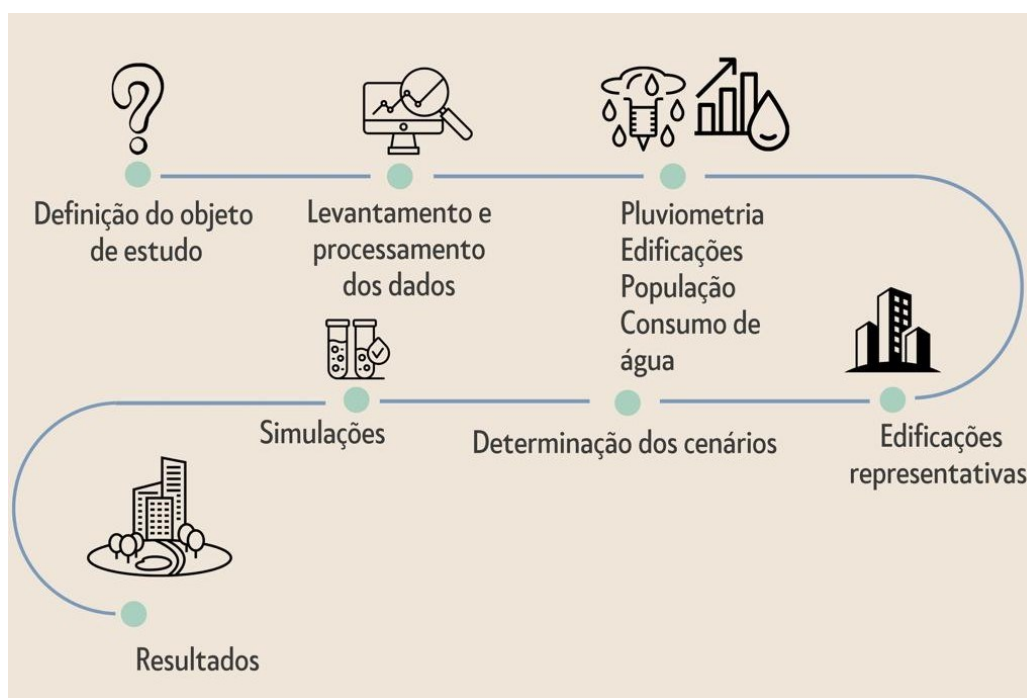 Definição do objeto
de estudo
Levantamento e
processamento
dos dados
Pluviometria
Edificações
População
Consumo de
água
Edificações
representativas
Determinação dos cenários
Simulações
Resultados